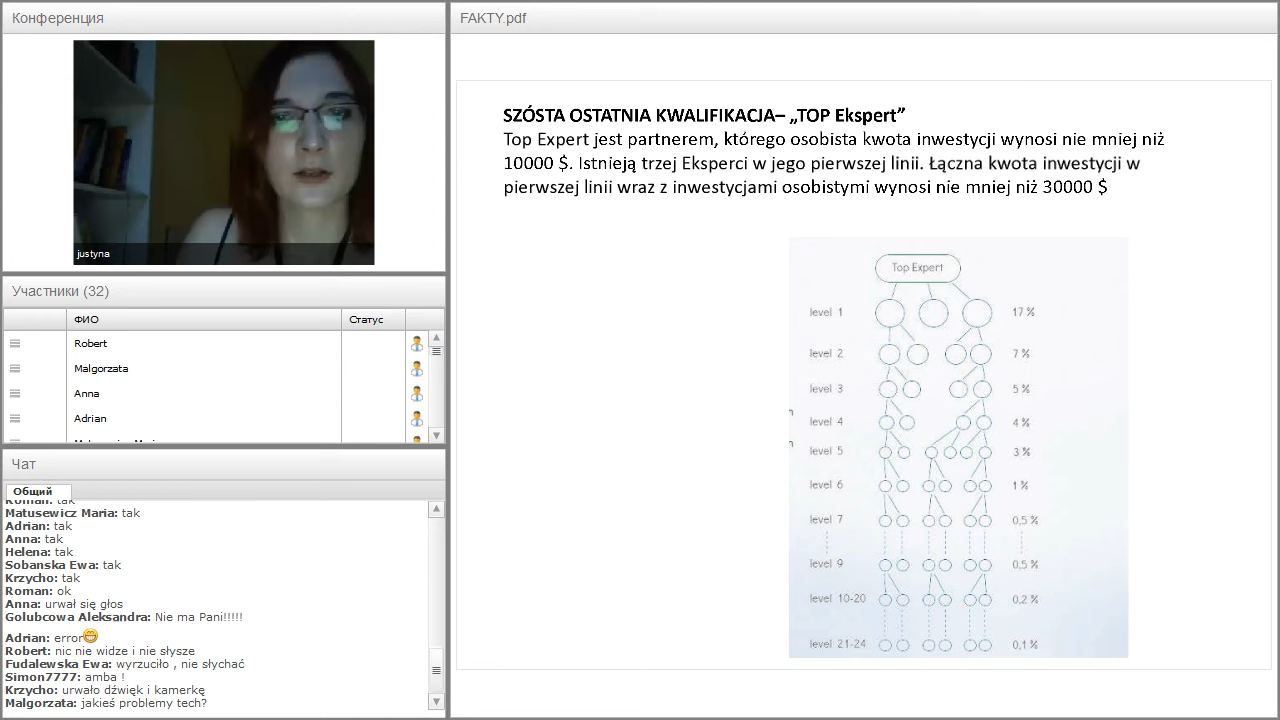 Конференция
justyna
Участники (32)
ФИО
Статус
Robert
Malgorzata
Anna
Adrian
Чат
Общий
Roman: tak
Matusewicz Maria: tak
Adrian: tak
Anna: tak
Helena: tak
Sobanska Ewa: tak
Krzycho: tak
Roman: ok
Anna: urwał się głos
Golubcowa Aleksandra: Nie ma Pani!!!!!
Adrian: error
Robert: nic nie widze i nie słysze
Fudalewska Ewa: wyrzuciło , nie słychać
Simon7777: amba !
Krzycho: urwało dźwięk i kamerkę
Malgorzata: jakieś problemy tech?
FAKTY.pdf
SZÓSTA OSTATNIA KWALIFIKACJA– „TOP Ekspert”
Top Expert jest partnerem, którego osobista kwota inwestycji wynosi nie mniej niż
10000 $. Istnieją trzej Eksperci w jego pierwszej linii. Łączna kwota inwestycji w
pierwszej linii wraz z inwestycjami osobistymi wynosi nie mniej niż 30000 $
Top Expert
level 1 17 %
level 2 7 %
level 3 5 %
level 4 4 %
level 5 3 %
level 6 1 %
level 7 0,5 %
level 9 0,5 %
level 10-20 0,2 %
level 21-24 0,1 %